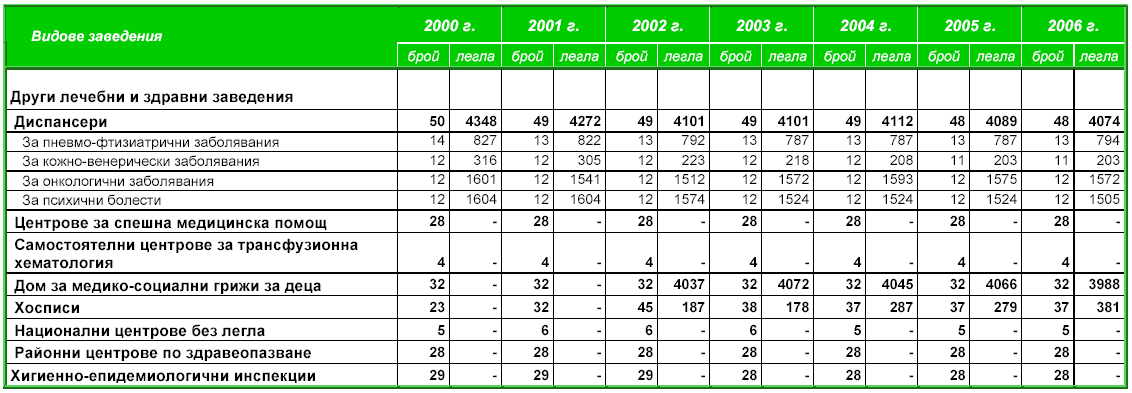 Видове заведения 2000 г. 2001 г. 2002 г. 2003 г. 2004 г. 2005 г. 2006 г.
брой легла брой легла брой легла брой легла брой легла брой легла брой легла
Други лечебни и здравни заведения
Диспансери 50 4348 49 4272 49 4101 49 4101 49 4112 48 4089 48 4074
За пневмо-фтизиатрични заболявания 14 827 13 822 13 792 13 787 13 787 13 787 13 794
За кожно-венерически заболявания 12 316 12 305 12 223 12 218 12 208 11 203 11 203
За онкологични заболявания 12 1601 12 1541 12 1512 12 1572 12 1593 12 1575 12 1572
За психични болести 12 1604 12 1604 12 1574 12 1524 12 1524 12 1524 12 1505
Центрове за спешна медицинска помощ 28 - 28 - 28 - 28 - 28 - 28 - 28 -
Самостоятелни центрове за трансфузионна
хематология 4 - 4 - 4 - 4 - 4 - 4 - 4 -
Дом за медико-социални грижи за деца 32 - 32 - 32 4037 32 4072 32 4045 32 4066 32 3988
Хосписи 23 - 32 - 45 187 38 178 37 287 37 279 37 381
Национални центрове без легла 5 - 6 - 6 - 6 - 5 - 5 - 5 -
Районни центрове по здравеопазване 28 - 28 - 28 - 28 - 28 - 28 - 28 -
Хигиенно-епидемиологични инспекции 29 - 29 - 29 - 28 - 28 - 28 - 28 -